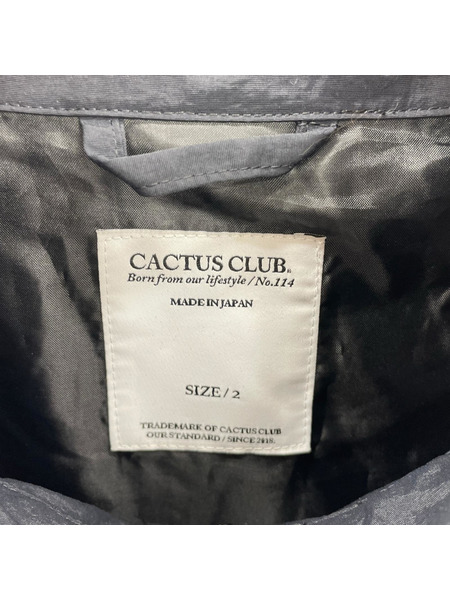 CACTUS CLUB.
Born from our lifestyle / No.114
MADE IN JAPAN
SIZE / 2
TRADEMARK OF CACTUS CLUB
OUR STANDARD / SINCE 2018.